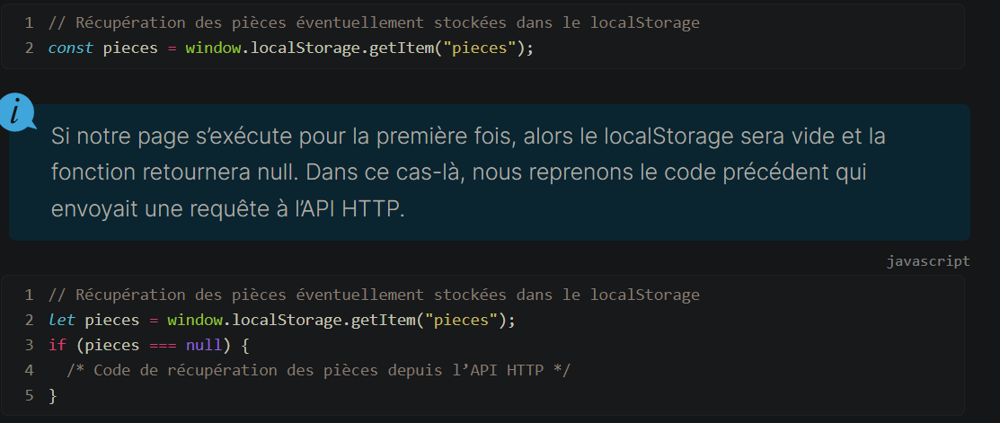 1 // Récupération des pièces éventuellement stockées dans le localStorage
2 const pieces = window.localStorage.getItem("pieces");
i
Si notre page s’exécute pour la première fois, alors le localStorage sera vide et la
fonction retournera null. Dans ce cas-là, nous reprenons le code précédent qui
envoyait une requête à l’API HTTP.
javascript
1 // Récupération des pièces éventuellement stockées dans le localStorage
2 let pieces = window.localStorage.getItem("pieces");
3 if (pieces === null) {
4   /* Code de récupération des pièces depuis l’API HTTP */
5 }